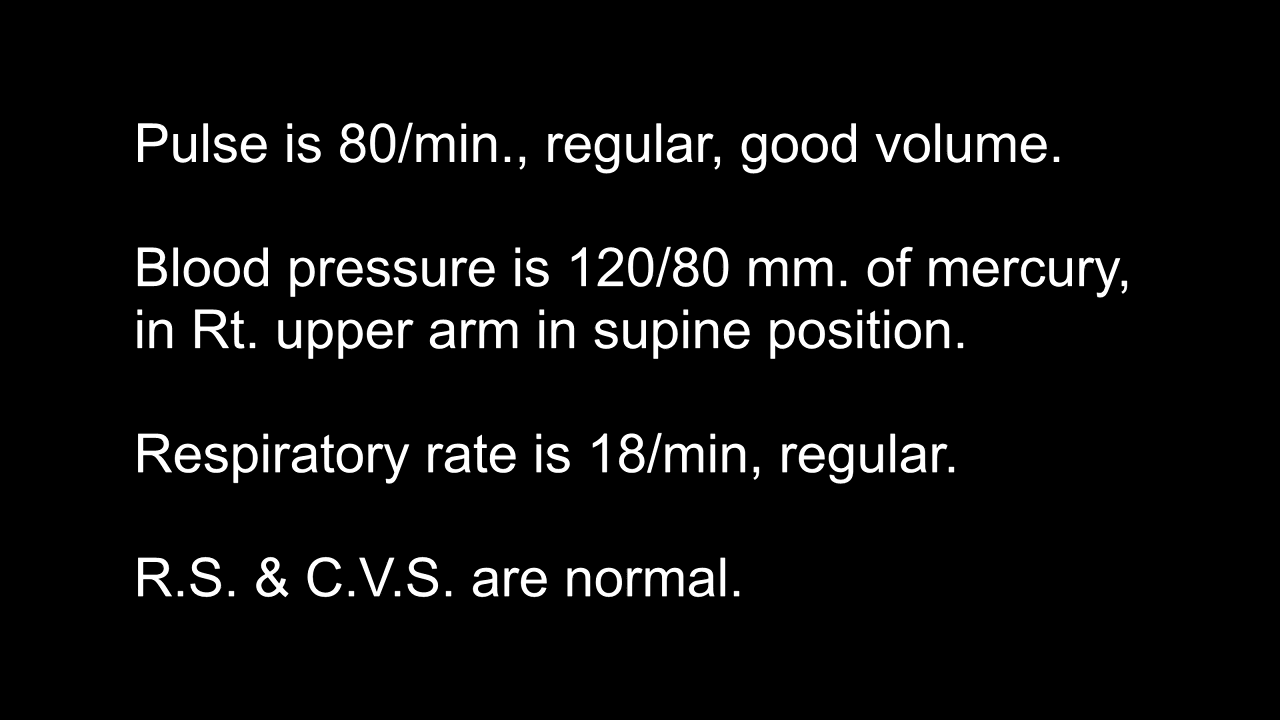 Pulse is 80/min., regular, good volume.
Blood pressure is 120/80 mm. of mercury,
in Rt. upper arm in supine position.
Respiratory rate is 18/min, regular.
R.S. & C.V.S. are normal.